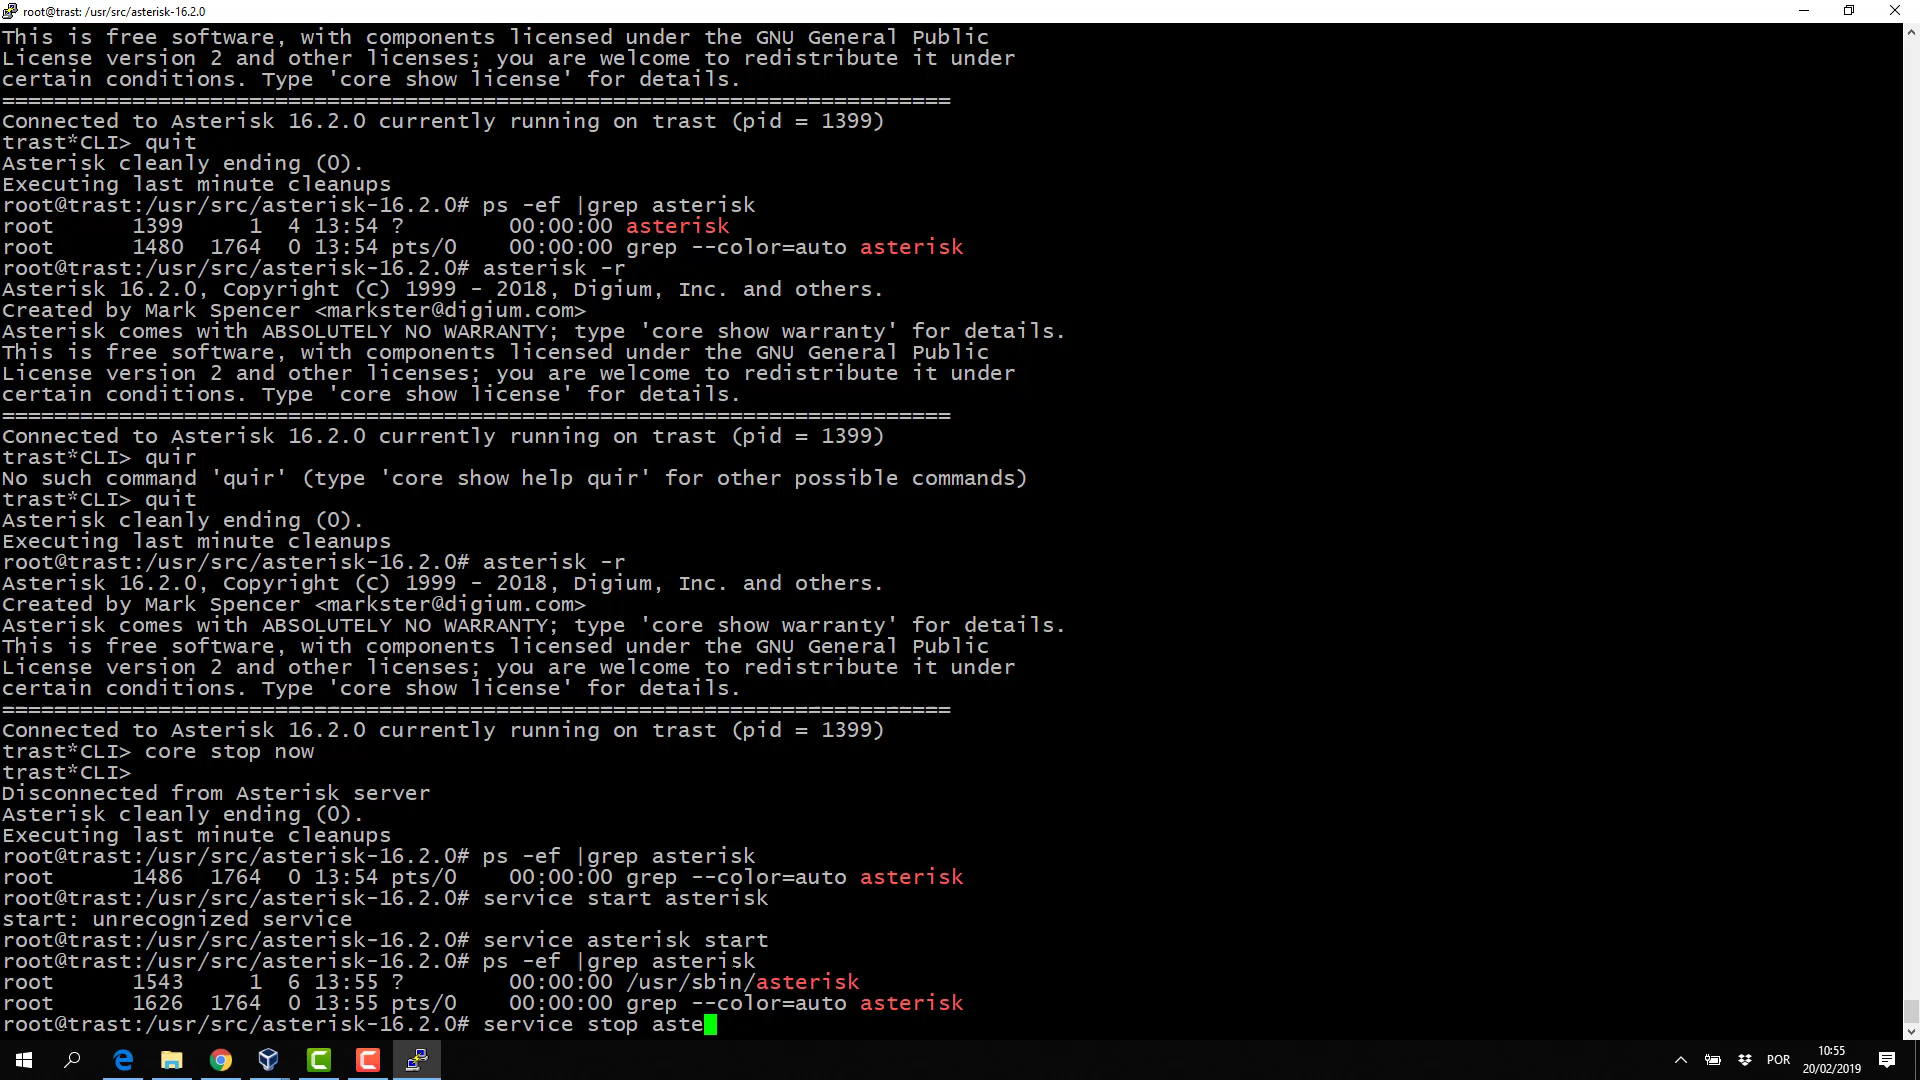 root@trast: /usr/src/asterisk-16.2.0
This is free software, with components licensed under the GNU General Public
License version 2 and other licenses; you are welcome to redistribute it under
certain conditions. Type 'core show license' for details.
=========================================================================
Connected to Asterisk 16.2.0 currently running on trast (pid = 1399)
trast*CLI> quit
Asterisk cleanly ending (0).
Executing last minute cleanups
root@trast:/usr/src/asterisk-16.2.0# ps -ef |grep asterisk
root      1399     1  4 13:54 ?        00:00:00 asterisk
root      1480  1764  0 13:54 pts/0    00:00:00 grep --color=auto asterisk
root@trast:/usr/src/asterisk-16.2.0# asterisk -r
Asterisk 16.2.0, Copyright (C) 1999 - 2018, Digium, Inc. and others.
Created by Mark Spencer <markster@digium.com>
Asterisk comes with ABSOLUTELY NO WARRANTY; type 'core show warranty' for details.
This is free software, with components licensed under the GNU General Public
License version 2 and other licenses; you are welcome to redistribute it under
certain conditions. Type 'core show license' for details.
=========================================================================
Connected to Asterisk 16.2.0 currently running on trast (pid = 1399)
trast*CLI> quir
No such command 'quir' (type 'core show help quir' for other possible commands)
trast*CLI> quit
Asterisk cleanly ending (0).
Executing last minute cleanups
root@trast:/usr/src/asterisk-16.2.0# asterisk -r
Asterisk 16.2.0, Copyright (C) 1999 - 2018, Digium, Inc. and others.
Created by Mark Spencer <markster@digium.com>
Asterisk comes with ABSOLUTELY NO WARRANTY; type 'core show warranty' for details.
This is free software, with components licensed under the GNU General Public
License version 2 and other licenses; you are welcome to redistribute it under
certain conditions. Type 'core show license' for details.
=========================================================================
Connected to Asterisk 16.2.0 currently running on trast (pid = 1399)
trast*CLI> core stop now
trast*CLI>
Disconnected from Asterisk server
Asterisk cleanly ending (0).
Executing last minute cleanups
root@trast:/usr/src/asterisk-16.2.0# ps -ef |grep asterisk
root      1486  1764  0 13:54 pts/0    00:00:00 grep --color=auto asterisk
root@trast:/usr/src/asterisk-16.2.0# service start asterisk
start: unrecognized service
root@trast:/usr/src/asterisk-16.2.0# service asterisk start
root@trast:/usr/src/asterisk-16.2.0# ps -ef |grep asterisk
root      1543     1  6 13:55 ?        00:00:00 /usr/sbin/asterisk
root      1626  1764  0 13:55 pts/0    00:00:00 grep --color=auto asterisk
root@trast:/usr/src/asterisk-16.2.0# service stop aste
POR
10:55
20/02/2019